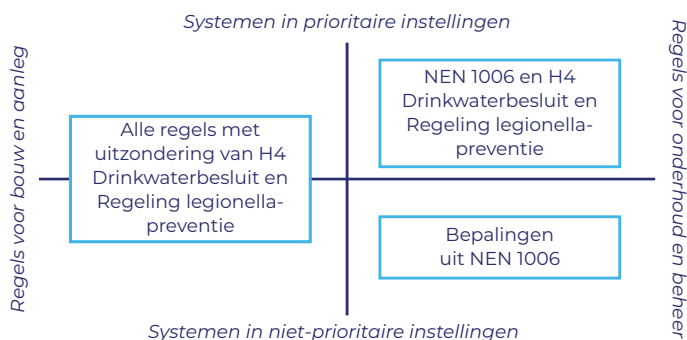 Systemen in prioritaire instellingen
Regels voor bouw en aanleg
Alle regels met
uitzondering van H4
Drinkwaterbesluit en
Regeling legionella-
preventie
NEN 1006 en H4
Drinkwaterbesluit en
Regeling legionella-
preventie
Bepalingen
uit NEN 1006
Regels voor onderhoud en beheer
Systemen in niet-prioritaire instellingen